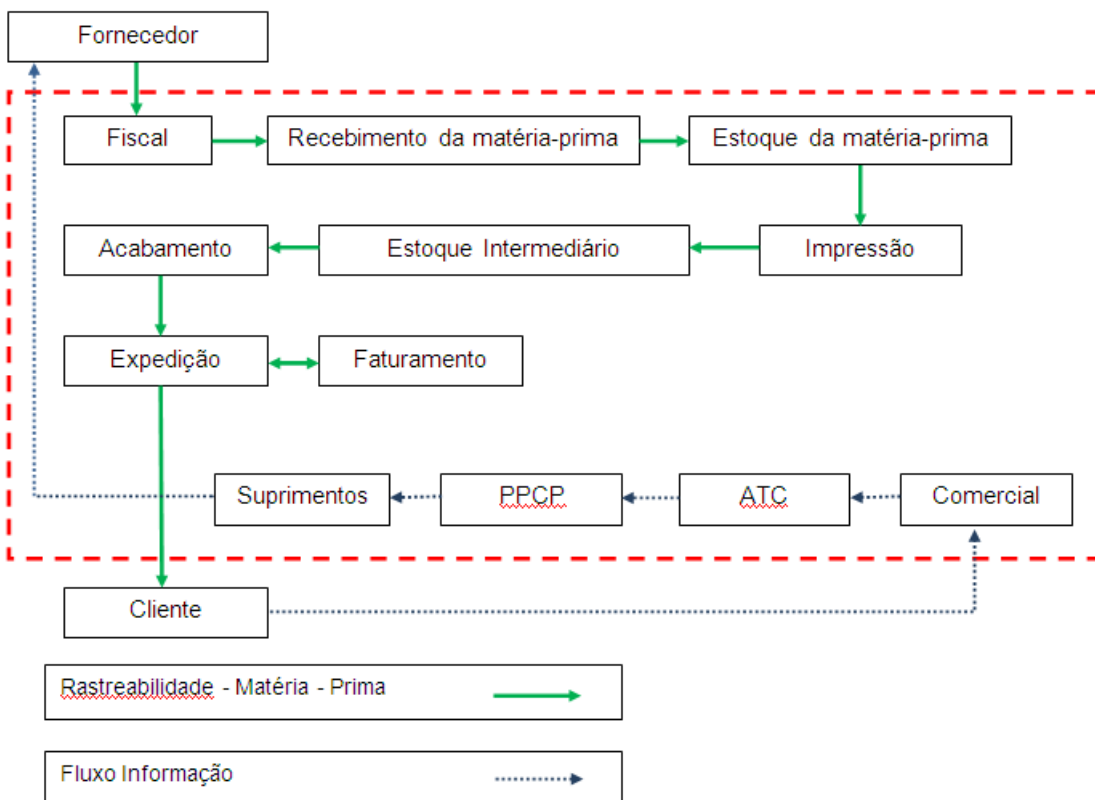 Fornecedor
Fiscal
Recebimento da matéria-prima
Estoque da matéria-prima
Acabamento
Estoque Intermediário
Impressão
Expedição
Faturamento
Suprimentos
PPCP
ATC
Comercial
Cliente
Rastreabilidade - Matéria - Prima
Fluxo Informação